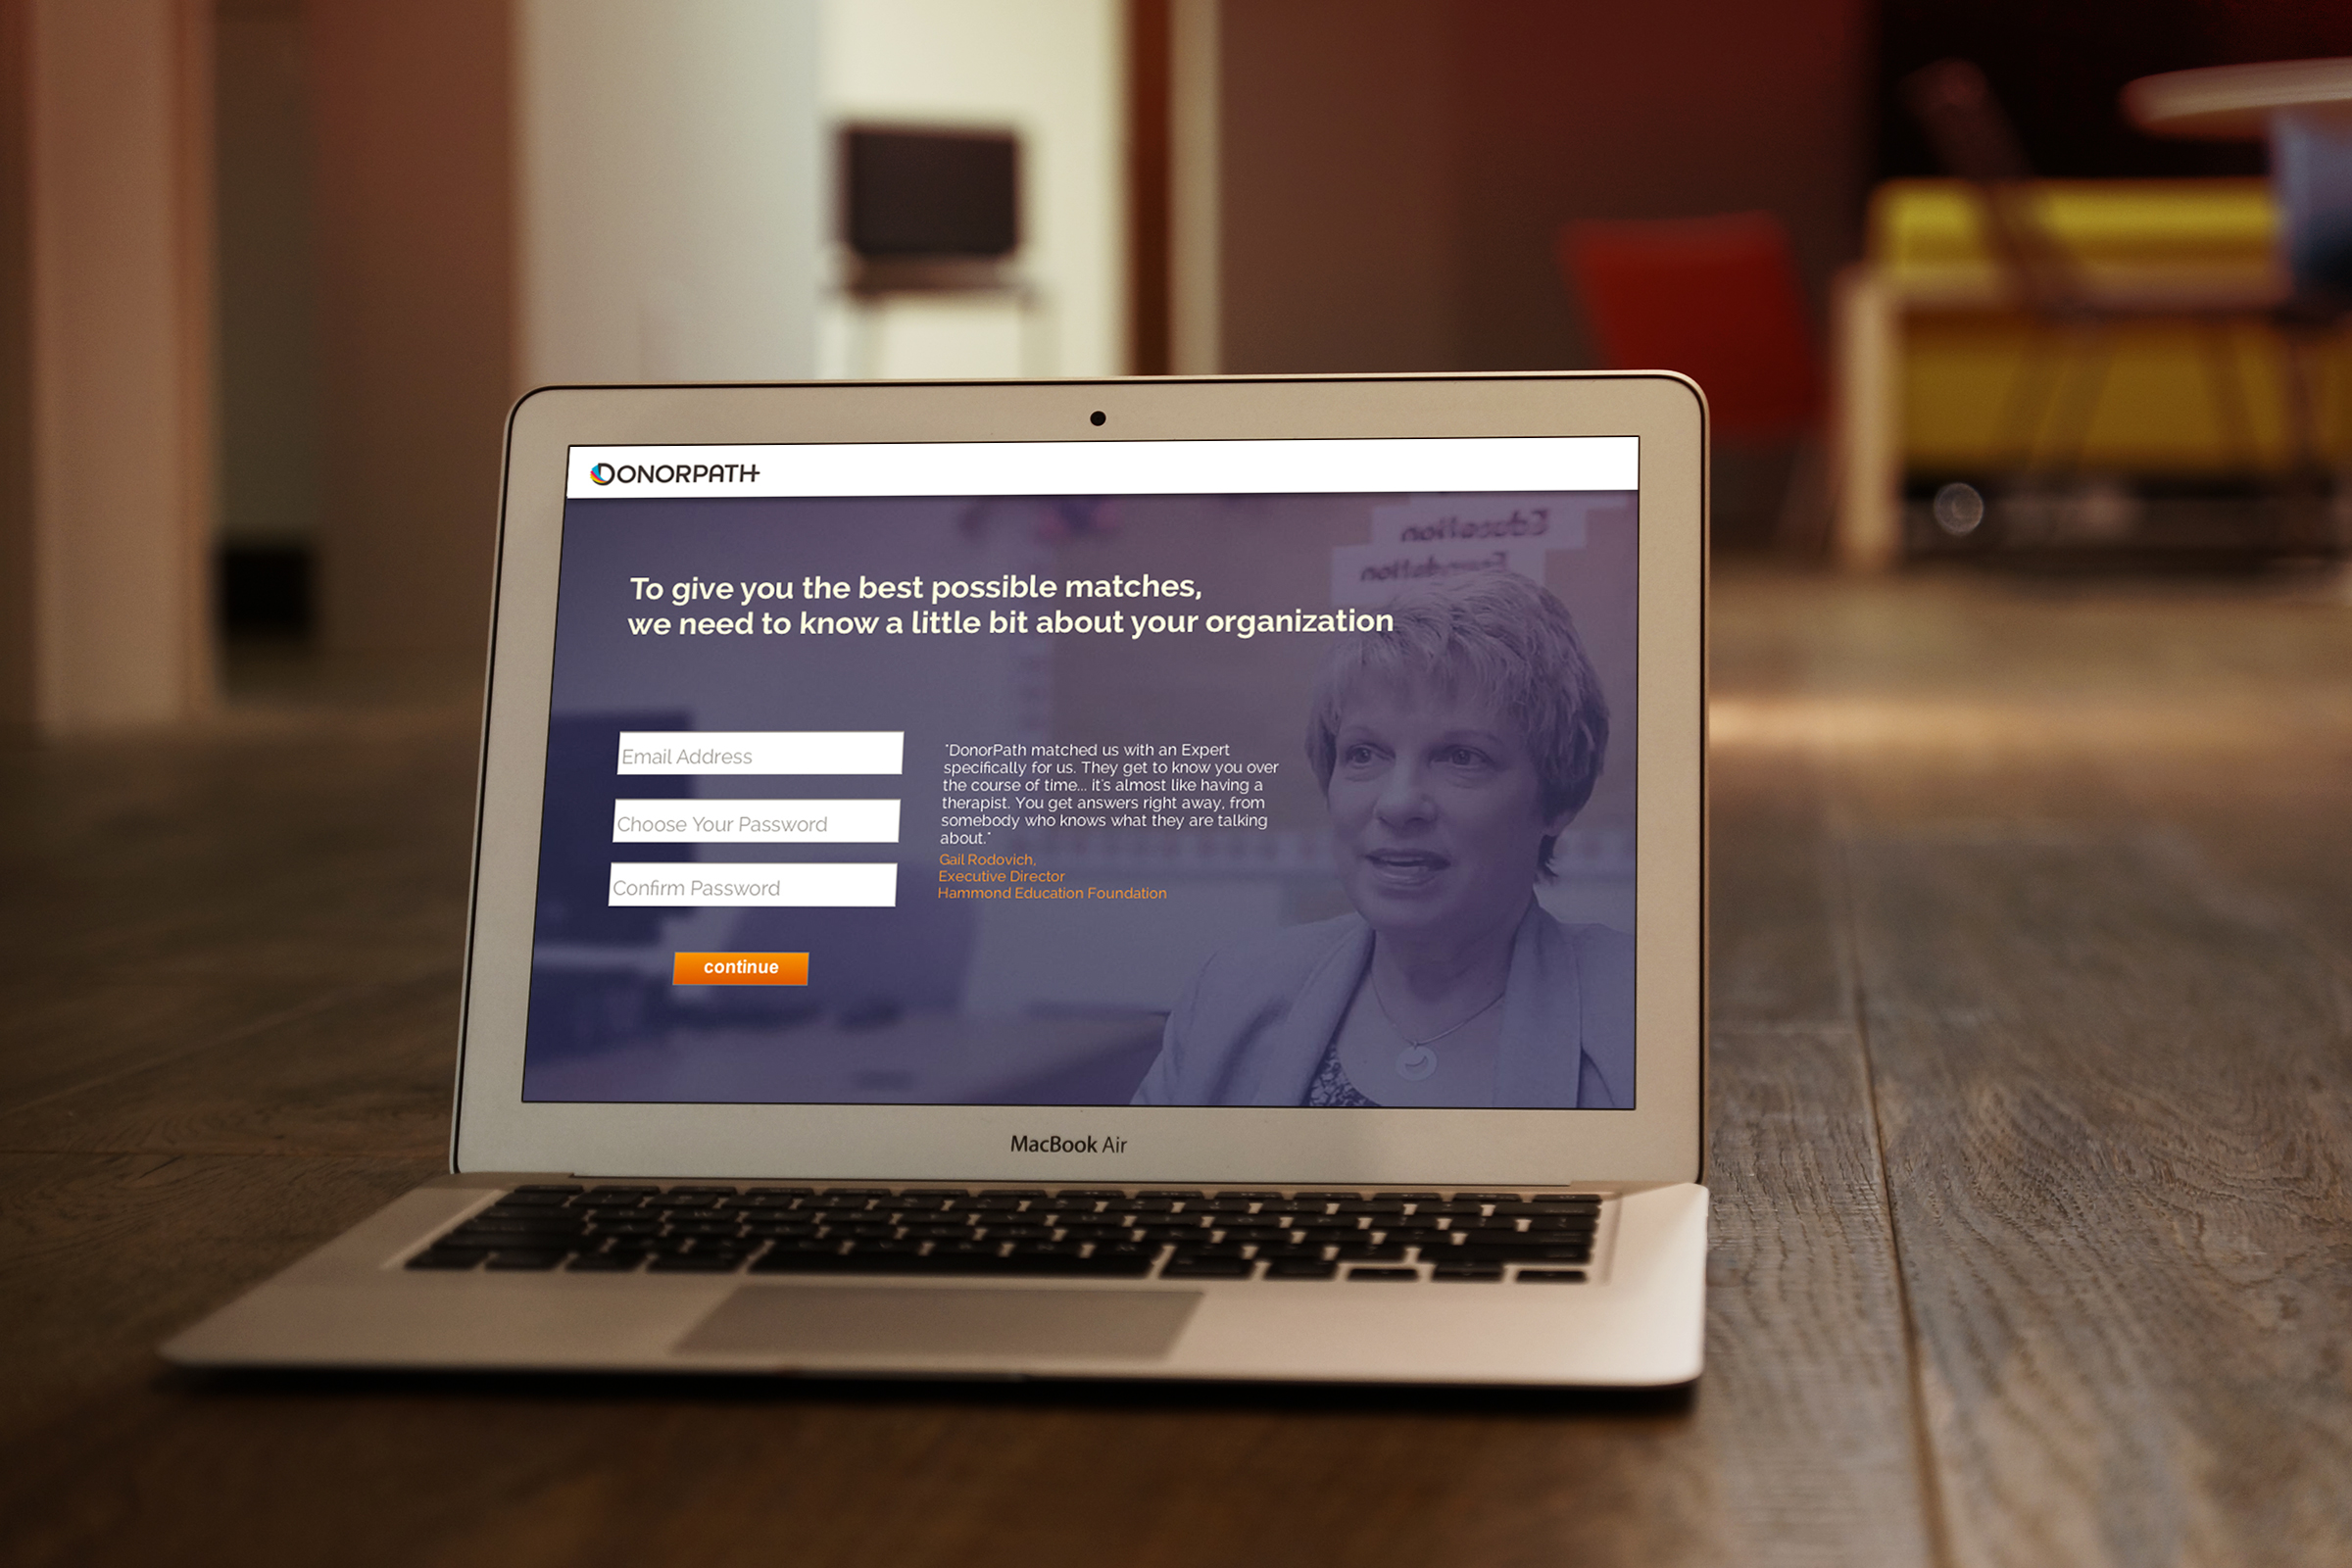 DONORPATH
Education
Foundation
To give you the best possible matches,
we need to know a little bit about your organization
Email Address
Choose Your Password
Confirm Password
continue
"DonorPath matched us with an Expert
specifically for us. They get to know you over
the course of time... it's almost like having a
therapist. You get answers right away, from
somebody who knows what they are talking
about."
Gail Rodovich,
Executive Director
Hammond Education Foundation
MacBook Air